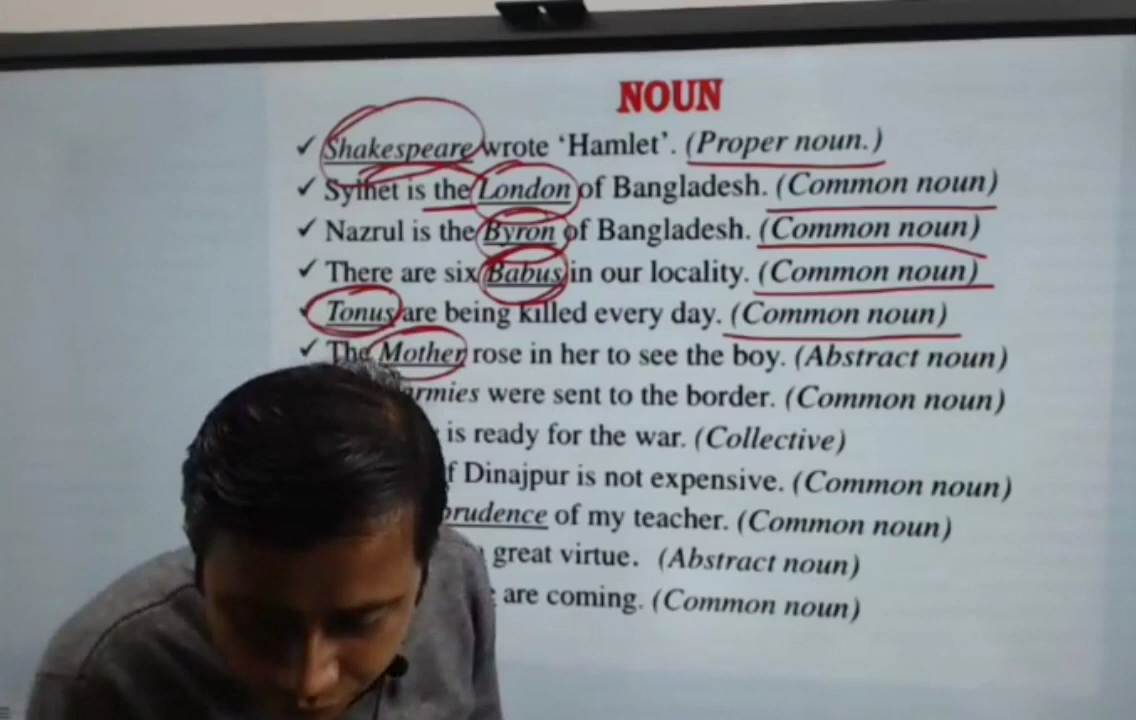 NOUN
✓ Shakespeare wrote ‘Hamlet’. (Proper noun.)
✓ Sylhet is the London of Bangladesh. (Common noun)
✓ Nazrul is the Byron of Bangladesh. (Common noun)
✓ There are six Babus in our locality. (Common noun)
✓ Tonus are being killed every day. (Common noun)
✓ The Mother rose in her to see the boy. (Abstract noun)
armies were sent to the border. (Common noun)
is ready for the war. (Collective)
Dinajpur is not expensive. (Common noun)
prudence of my teacher. (Common noun)
great virtue. (Abstract noun)
are coming. (Common noun)